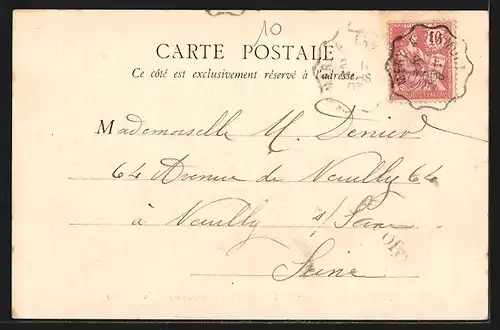 10
CARTE POSTALE
Ce côté est exclusivement réservé à l'adresse.
10
Mademoiselle M. Denier
64 Avenue de Neuilly 64
à Neuilly s/ Seine
Seine